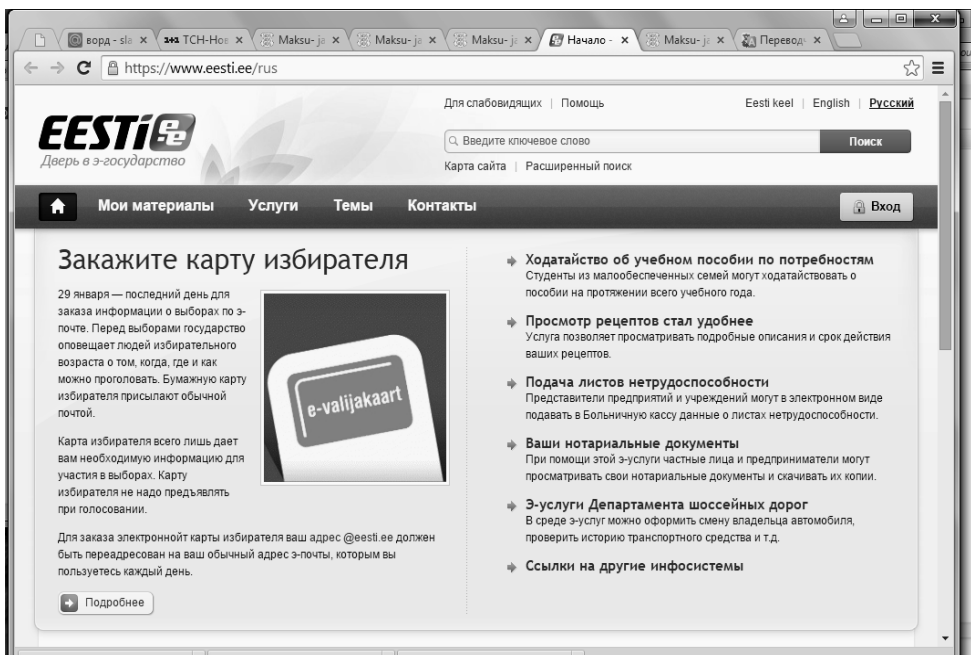 ворд - sla
1+1 ТСН-Нов
Maksu- ja
Maksu- ja
Maksu- ja
Начало -
Maksu- ja
Перевод
https://www.eesti.ee/rus
Для слабовидящих | Помощь
Eesti keel | English | Русский
EESTI.ee
Дверь в э-государство
Введите ключевое слово
Поиск
Карта сайта | Расширенный поиск
Мои материалы Услуги Темы Контакты
Вход
Закажите карту избирателя
29 января — последний день для
заказа информации о выборах по э-
почте. Перед выборами государство
оповещает людей избирательного
возраста о том, когда, где и как
можно проголовать. Бумажную карту
избирателя присылают обычной
почтой.
e-valijakaart
Карта избирателя всего лишь дает
вам необходимую информацию для
участия в выборах. Карту
избирателя не надо предъявлять
при голосовании.
Для заказа электроннойт карты избирателя ваш адрес @eesti.ee должен
быть переадресован на ваш обычный адрес э-почты, которым вы
пользуетесь каждый день.
Подробнее
Ходатайство об учебном пособии по потребностям
Студенты из малообеспеченных семей могут ходатайствовать о
пособии на протяжении всего учебного года.
Просмотр рецептов стал удобнее
Услуга позволяет просматривать подробные описания и срок действия
ваших рецептов.
Подача листов нетрудоспособности
Представители предприятий и учреждений могут в электронном виде
подавать в Больничную кассу данные о листах нетрудоспособности.
Ваши нотариальные документы
При помощи этой э-услуги частные лица и предприниматели могут
просматривать свои нотариальные документы и скачивать их копии.
Э-услуги Департамента шоссейных дорог
В среде э-услуг можно оформить смену владельца автомобиля,
проверить историю транспортного средства и т.д.
Ссылки на другие инфосистемы